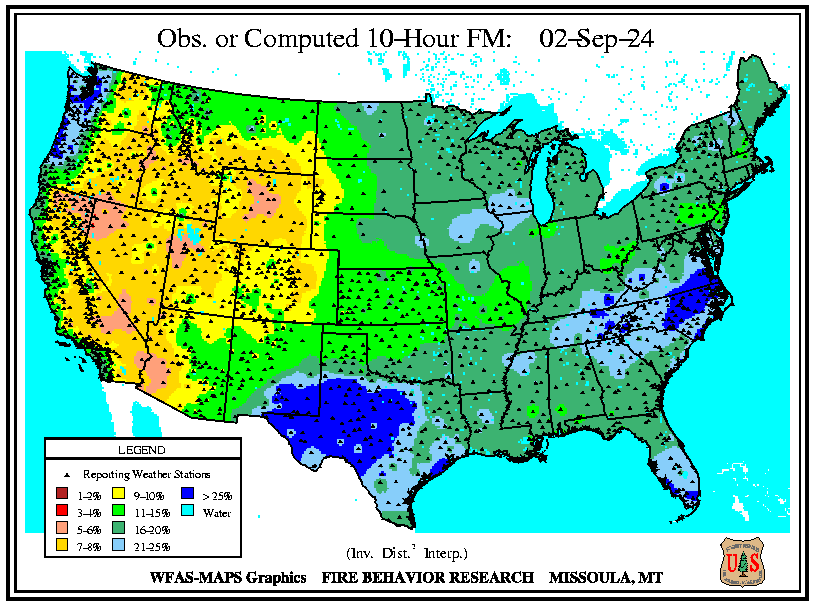 Obs. or Computed 10-Hour FM: 02-Sep-24
LEGEND
Reporting Weather Stations
1-2% 9-10% > 25%
3-4% 11-15% Water
5-6% 16-20%
7-8% 21-25%
(Inv. Dist.² Interp.)
WFAS-MAPS Graphics FIRE BEHAVIOR RESEARCH MISSOULA, MT
U S